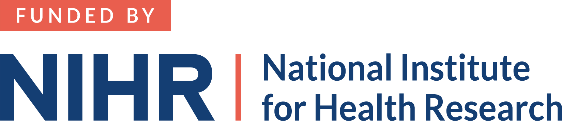 FUNDED BY
NIHR
National Institute
for Health Research